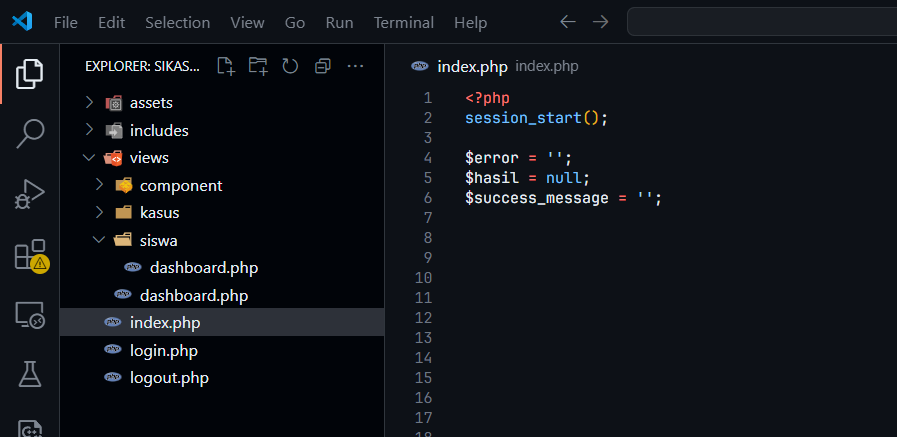 File Edit Selection View Go Run Terminal Help
EXPLORER: SIKAS...
assets
includes
views
component
kasus
siswa
dashboard.php
dashboard.php
index.php
login.php
logout.php
index.php index.php
1 <?php
2 session_start();
3
4 $error = '';
5 $hasil = null;
6 $success_message = '';
7
8
9
10
11
12
13
14
15
16
17
18